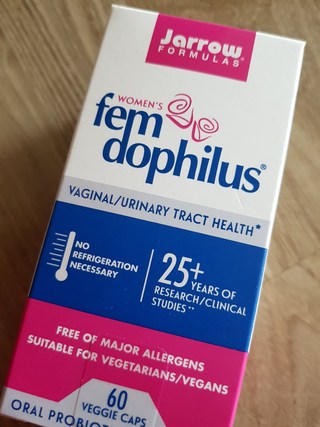 Jarrow
FORMULAS®
WOMEN'S
fem
dophilus®
VAGINAL/URINARY TRACT HEALTH*
NO
REFRIGERATION
NECESSARY
25+ YEARS OF
RESEARCH/CLINICAL
STUDIES**
FREE OF MAJOR ALLERGENS
SUITABLE FOR VEGETARIANS/VEGANS
60
VEGGIE CAPS
ORAL